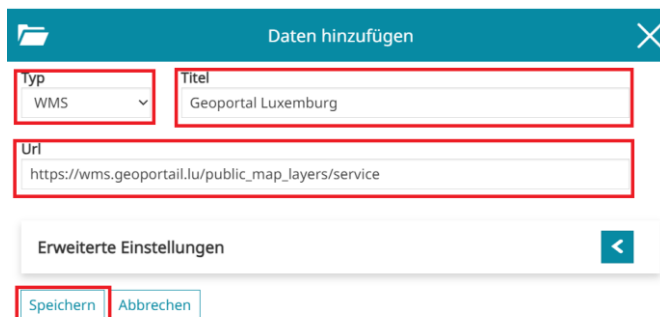 Daten hinzufügen
Typ
Titel
WMS
Geoportal Luxemburg
Url
https://wms.geoportail.lu/public_map_layers/service
Erweiterte Einstellungen
Speichern
Abbrechen